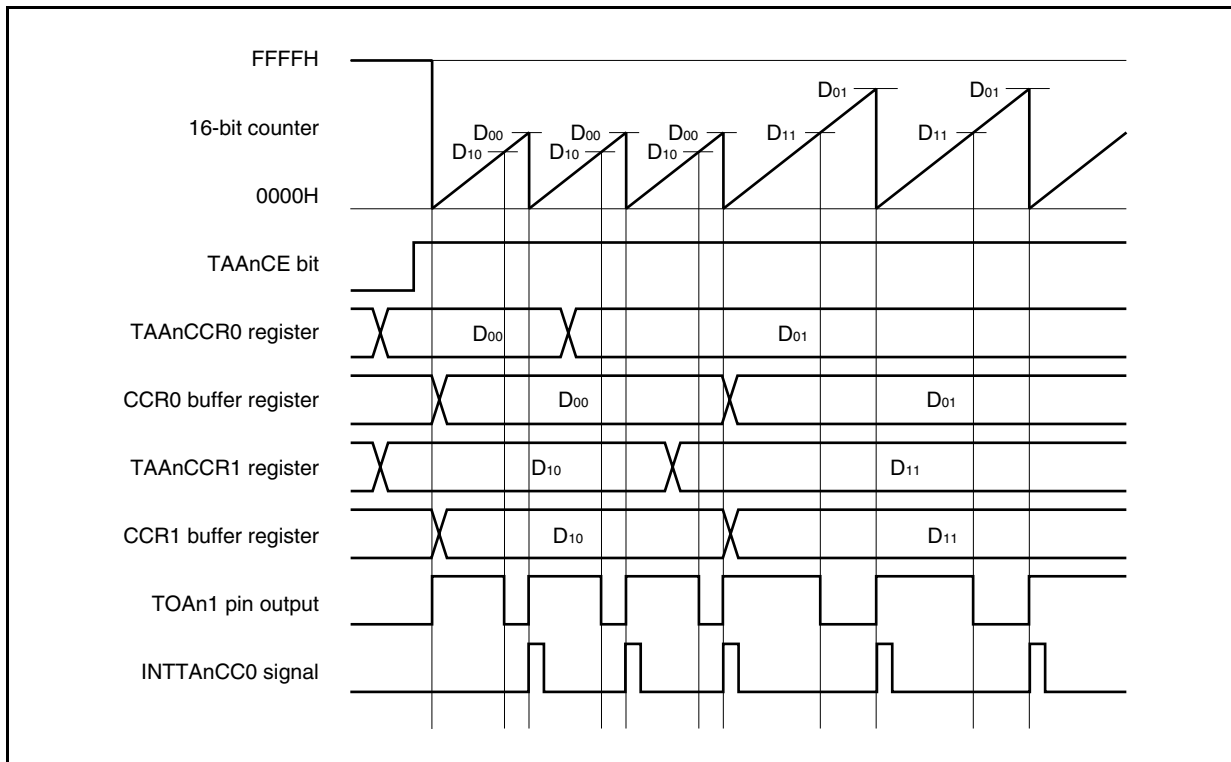 FFFFH
D01 D01
16-bit counter D00 D00 D00 D11 D11
D10 D10 D10
0000H
TAAnCE bit
TAAnCCR0 register D00 D01
CCR0 buffer register D00 D01
TAAnCCR1 register D10 D11
CCR1 buffer register D10 D11
TOAn1 pin output
INTTAnCC0 signal